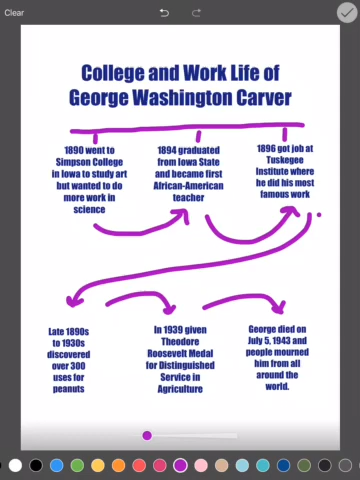 Clear
College and Work Life of
George Washington Carver
1890 went to
Simpson College
in Iowa to study art
but wanted to do
more work in
science
1894 graduated
from Iowa State
and became first
African-American
teacher
1896 got job at
Tuskegee
Institute where
he did his most
famous work
Late 1890s
to 1930s
discovered
over 300
uses for
peanuts
In 1939 given
Theodore
Roosevelt Medal
for Distinguished
Service in
Agriculture
George died on
July 5, 1943 and
people mourned
him from all
around the
world.